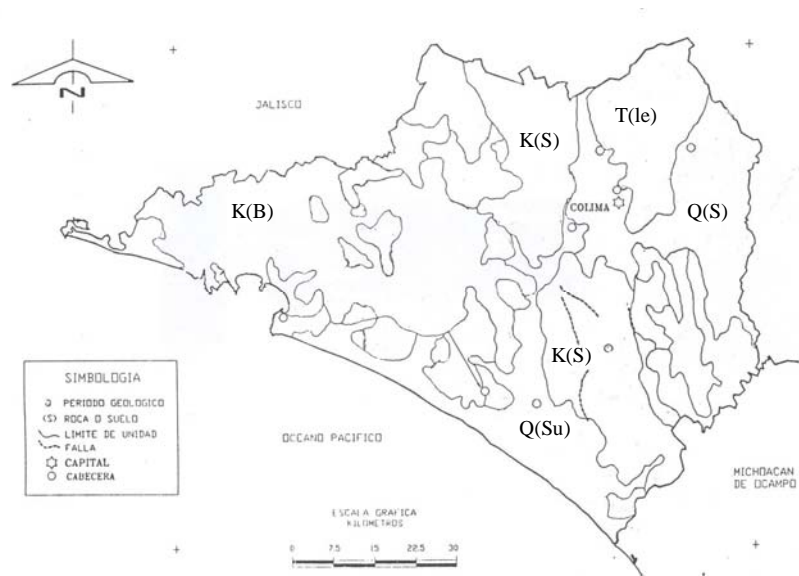 JALISCO
K(S)
T(le)
K(B)
COLIMA
Q(S)
N
K(S)
Q(Su)
OCEANO PACIFICO
MICHOACAN
DE OCAMPO
SIMBOLOGIA
PERIODO GEOLOGICO
(S) ROCA O SUELO
LIMITE DE UNIDAD
FALLA
CAPITAL
CABECERA
ESCALA GRAFICA
KILOMETROS
0 7.5 15 22.5 30